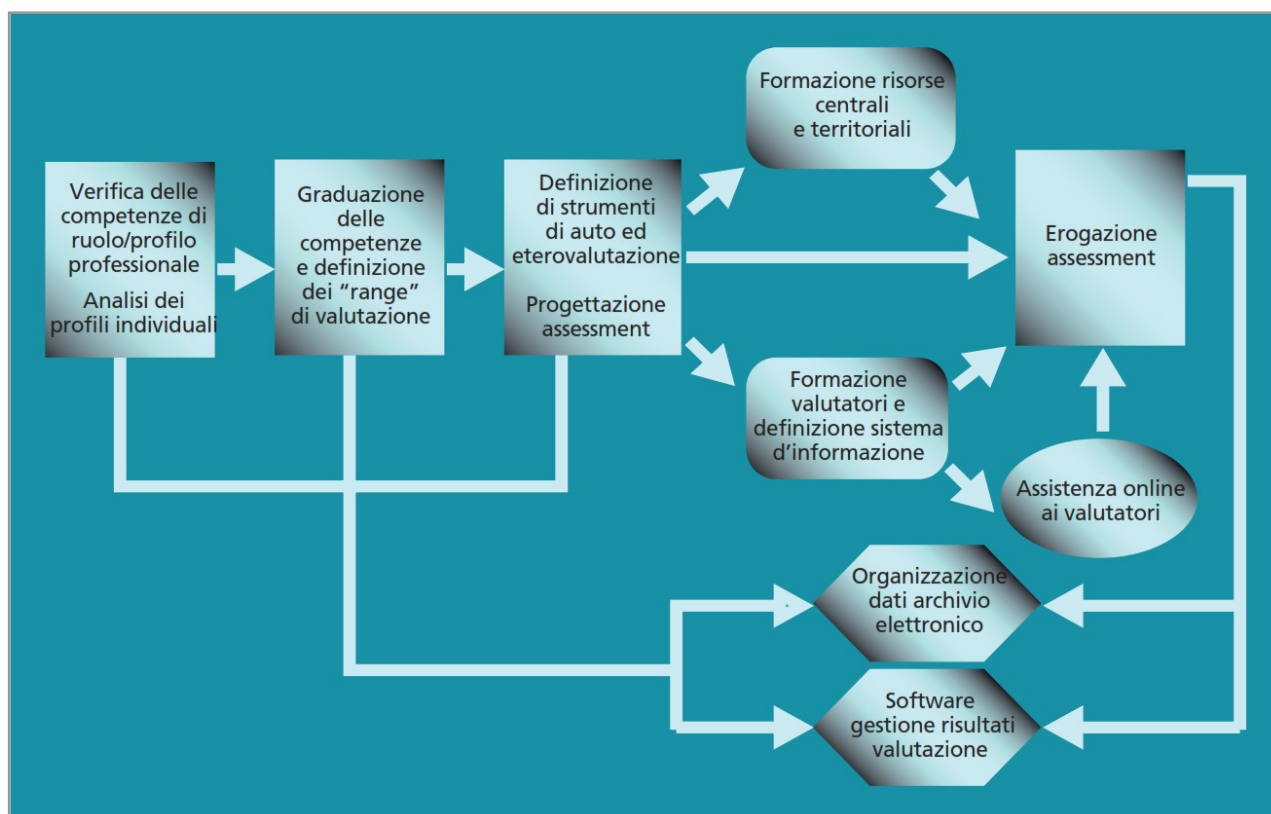 Verifica delle
competenze di
ruolo/profilo
professionale
Analisi dei
profili individuali
Graduazione
delle
competenze
e definizione
dei “range”
di valutazione
Definizione
di strumenti
di auto ed
eterovalutazione
Progettazione
assessment
Formazione risorse
centrali
e territoriali
Formazione
valutatori e
definizione sistema
d’informazione
Erogazione
assessment
Assistenza online
ai valutatori
Organizzazione
dati archivio
elettronico
Software
gestione risultati
valutazione